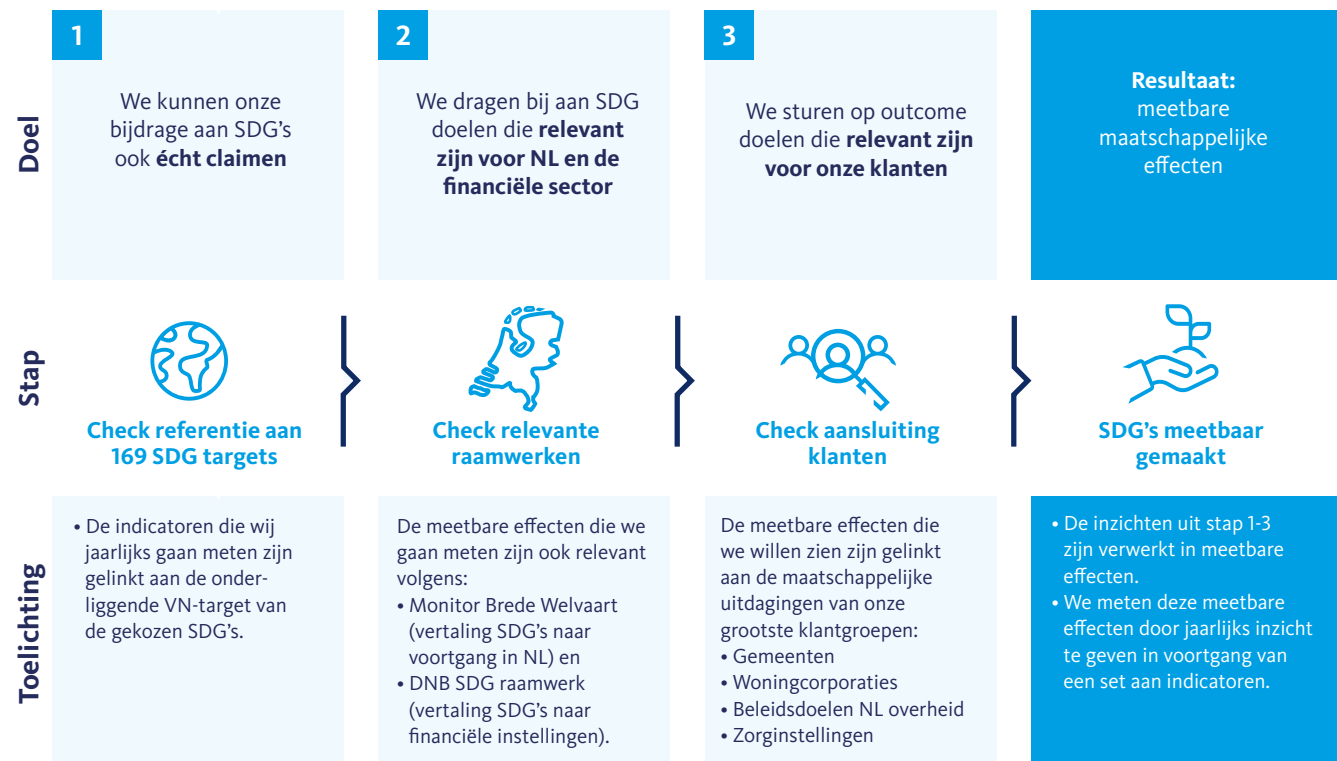 Doel
1
We kunnen onze
bijdrage aan SDG's
ook écht claimen
2
We dragen bij aan SDG
doelen die relevant
zijn voor NL en de
financiële sector
3
We sturen op outcome
doelen die relevant zijn
voor onze klanten
Resultaat:
meetbare
maatschappelijke
effecten
Stap
Check referentie aan
169 SDG targets
Check relevante
raamwerken
Check aansluiting
klanten
SDG's meetbaar
gemaakt
Toelichting
• De indicatoren die wij
jaarlijks gaan meten zijn
gelinkt aan de onder-
liggende VN-target van
de gekozen SDG's.
De meetbare effecten die we
gaan meten zijn ook relevant
volgens:
• Monitor Brede Welvaart
(vertaling SDG's naar
voortgang in NL) en
• DNB SDG raamwerk
(vertaling SDG's naar
financiële instellingen).
De meetbare effecten die
we willen zien zijn gelinkt
aan de maatschappelijke
uitdagingen van onze
grootste klantgroepen:
• Gemeenten
• Woningcorporaties
• Beleidsdoelen NL overheid
• Zorginstellingen
• De inzichten uit stap 1-3
zijn verwerkt in meetbare
effecten.
• We meten deze meetbare
effecten door jaarlijks inzicht
te geven in voortgang van
een set aan indicatoren.